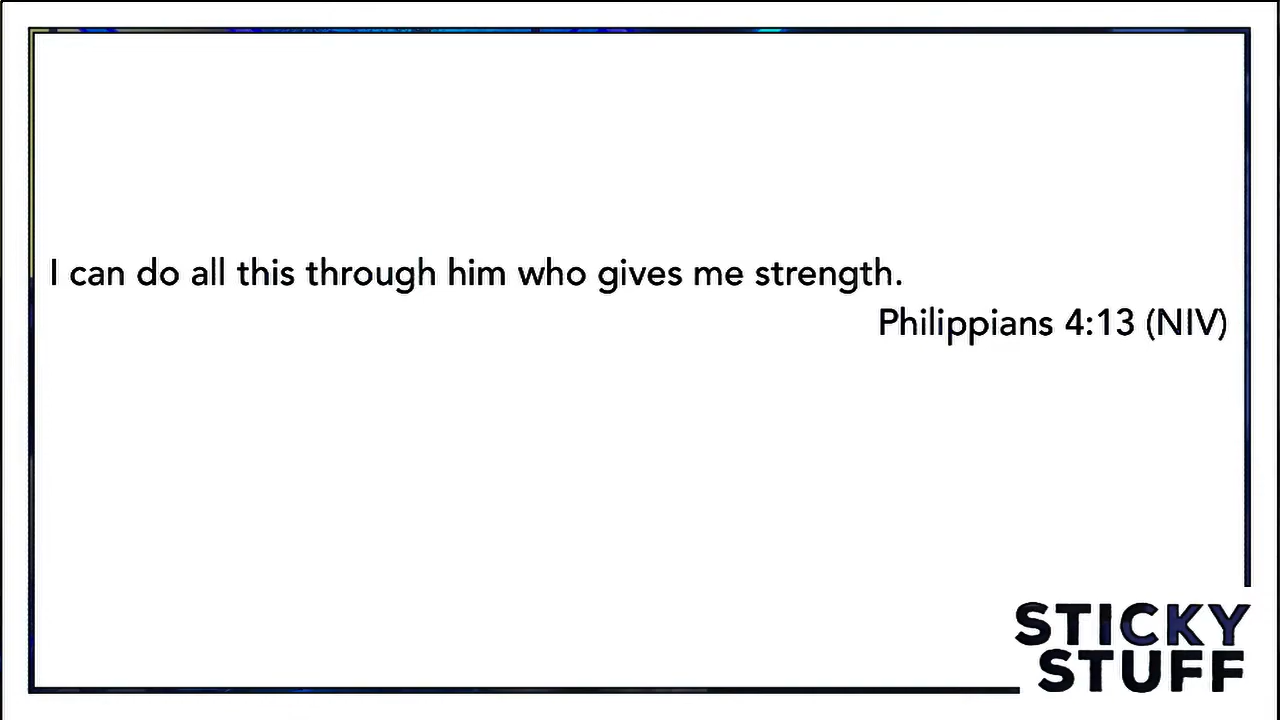 I can do all this through him who gives me strength.
Philippians 4:13 (NIV)
STICKY
STUFF